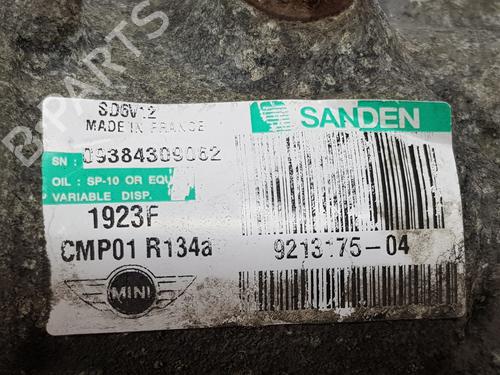 B-PARTS
SD6V12
MADE IN FRANCE
SANDEN
SN : 09384309062
OIL : SP-10 OR EQU
VARIABLE DISP.
1923F
CMP01 R134a
9213175-04
MINI